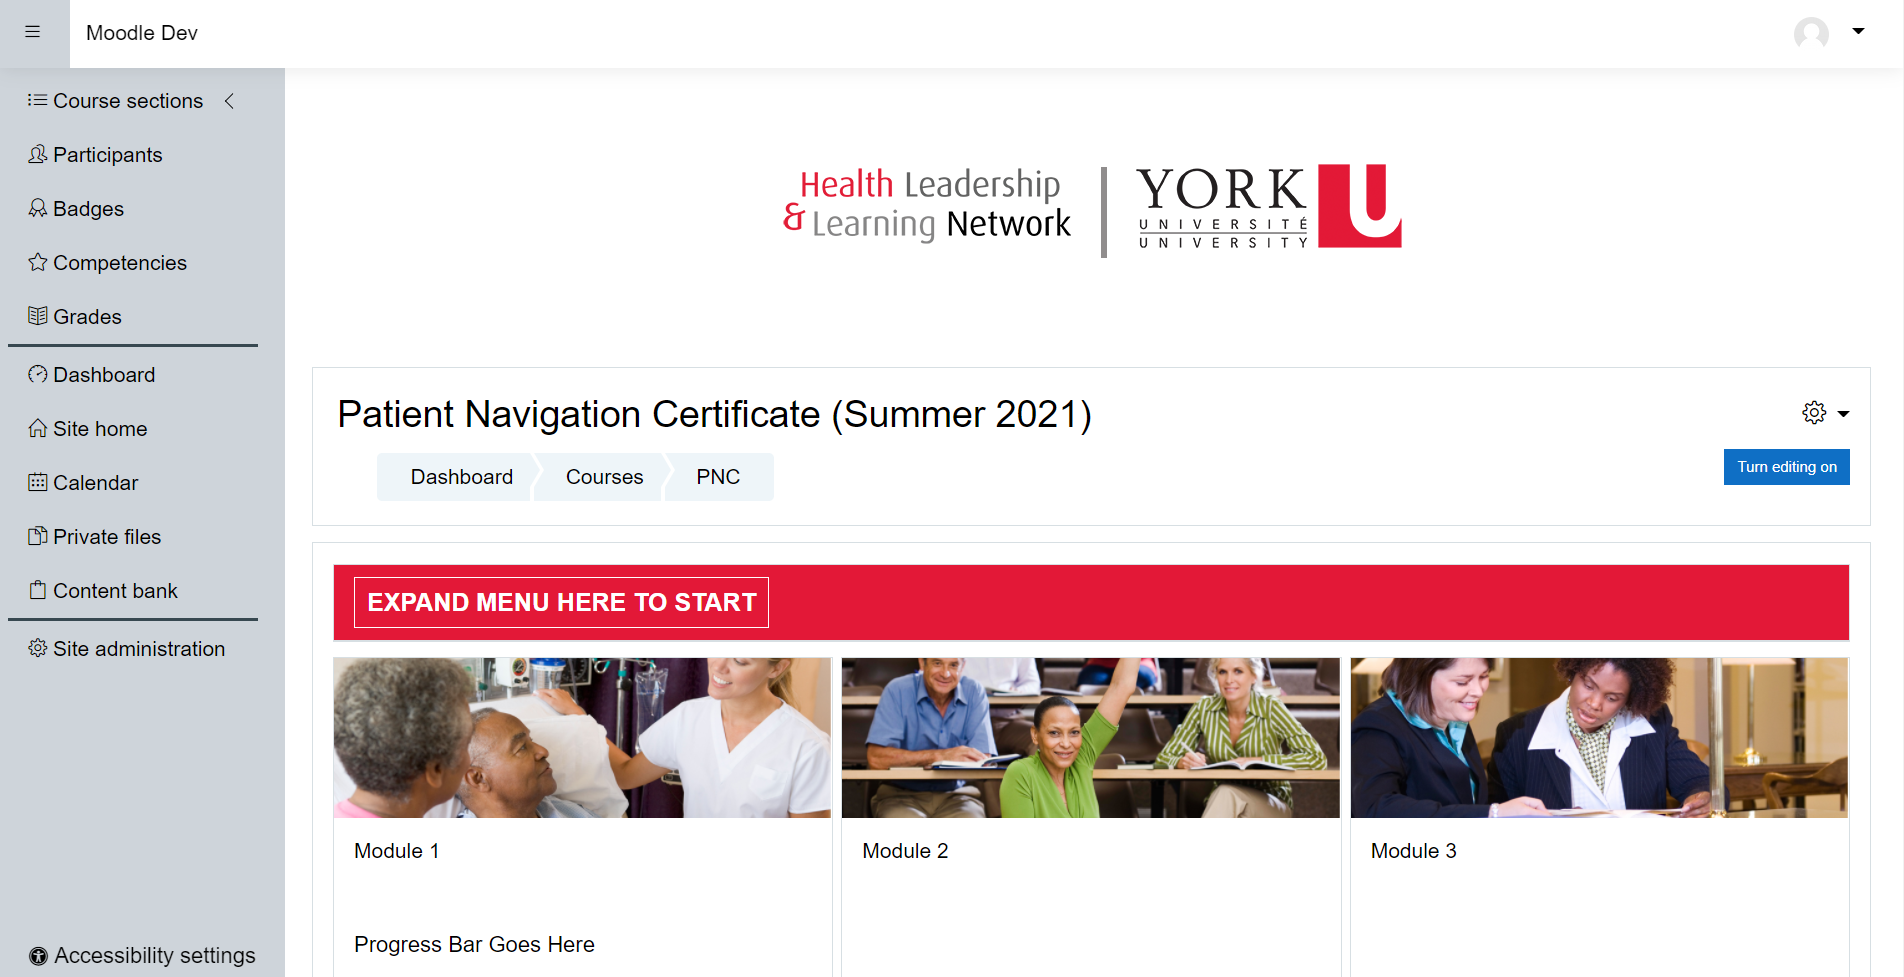 Moodle Dev
Course sections
Participants
Badges
Competencies
Grades
Dashboard
Site home
Calendar
Private files
Content bank
Site administration
Accessibility settings
Health Leadership
& Learning Network
YORK
UNIVERSITÉ
UNIVERSITY
U
Patient Navigation Certificate (Summer 2021)
Dashboard
Courses
PNC
Turn editing on
EXPAND MENU HERE TO START
Module 1
Progress Bar Goes Here
Module 2
Module 3